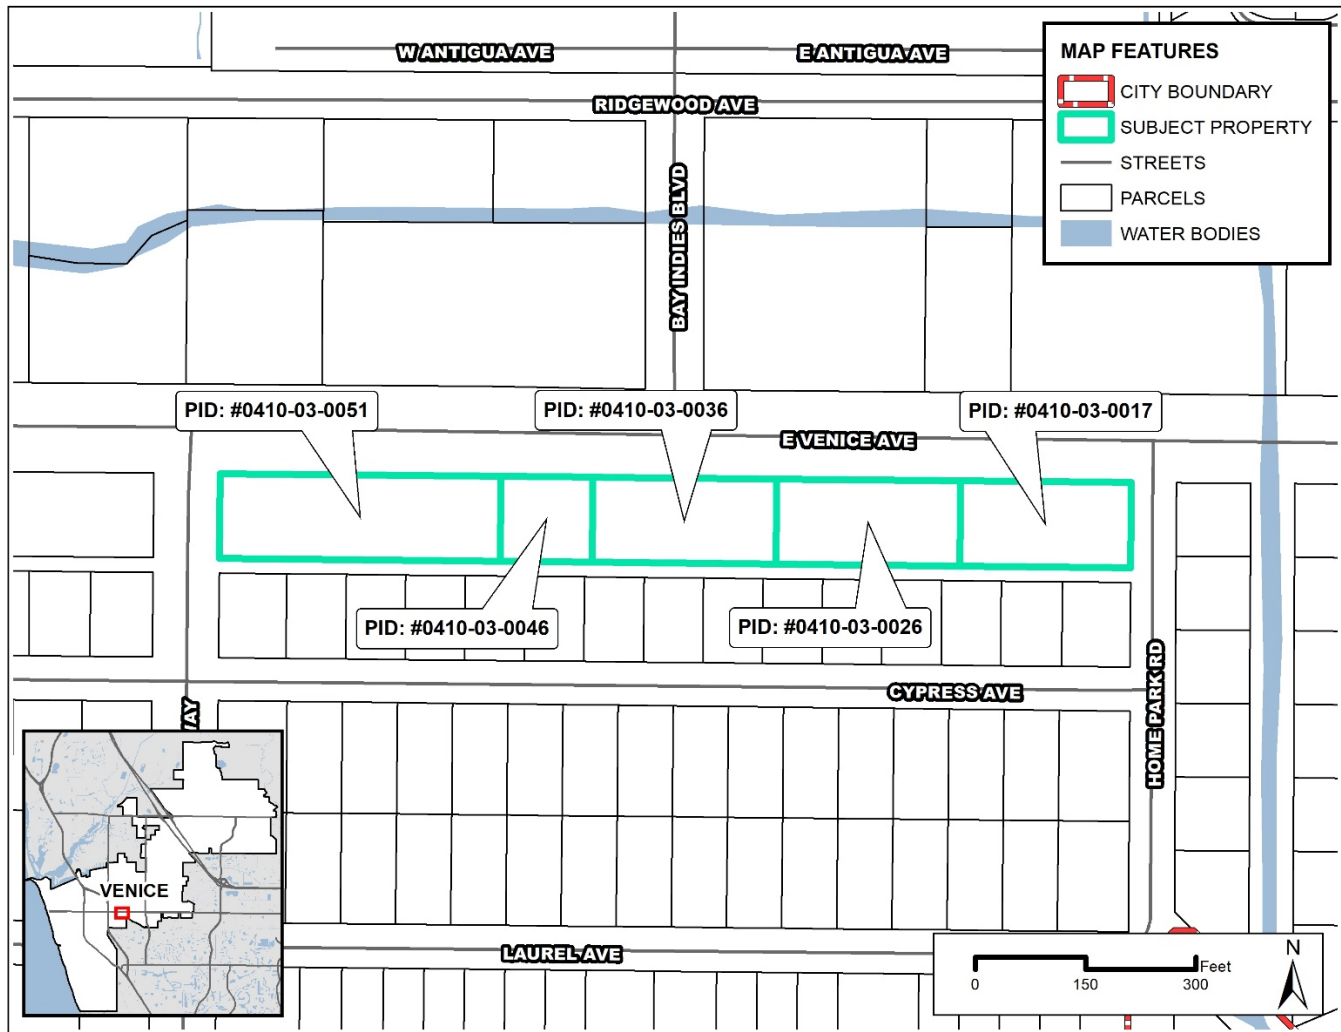 W ANTIGUA AVE
E ANTIGUA AVE
RIDGEWOOD AVE
BAY INDIES BLVD
MAP FEATURES
CITY BOUNDARY
SUBJECT PROPERTY
STREETS
PARCELS
WATER BODIES
PID: #0410-03-0051
PID: #0410-03-0036
PID: #0410-03-0017
E VENICE AVE
PID: #0410-03-0046
PID: #0410-03-0026
CYPRESS AVE
HOME PARK RD
VENICE
LAUREL AVE
N
Feet
0 150 300